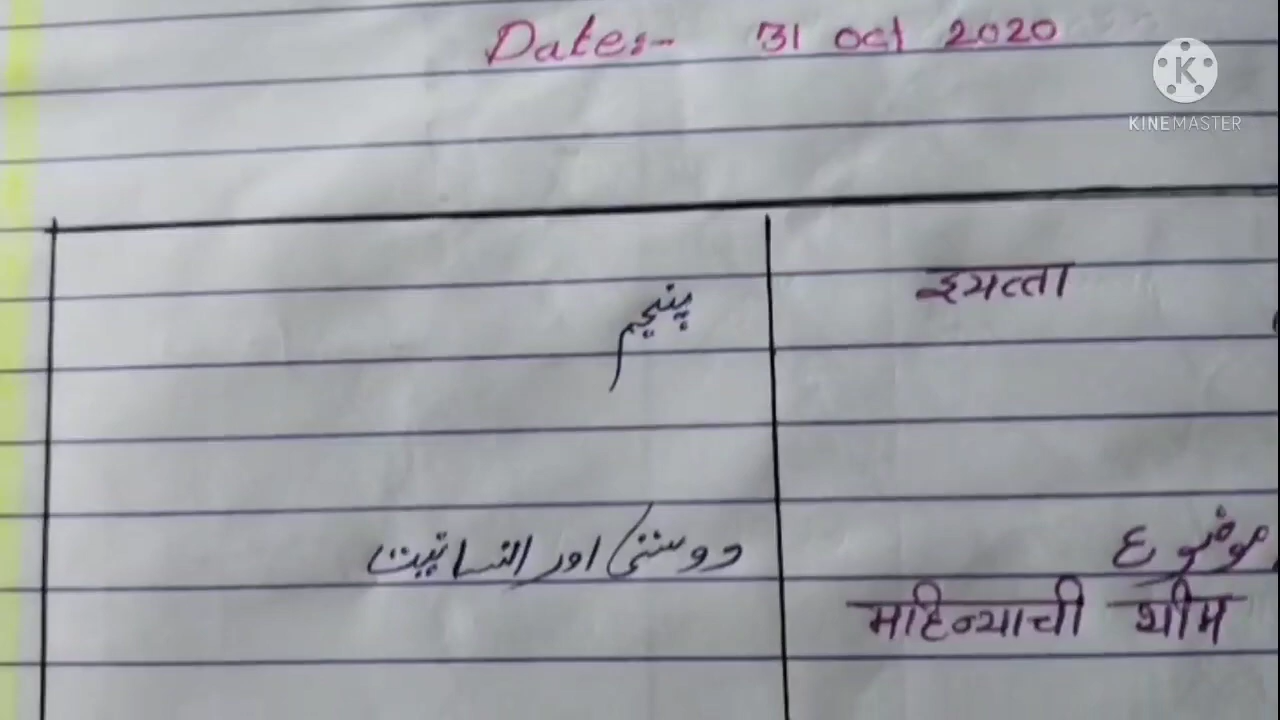 Date:- 31 Oct 2020
KINEMASTER
इयत्ता
پنجم
موضوع
دوستی اور انسانیت
महिन्याची थीम